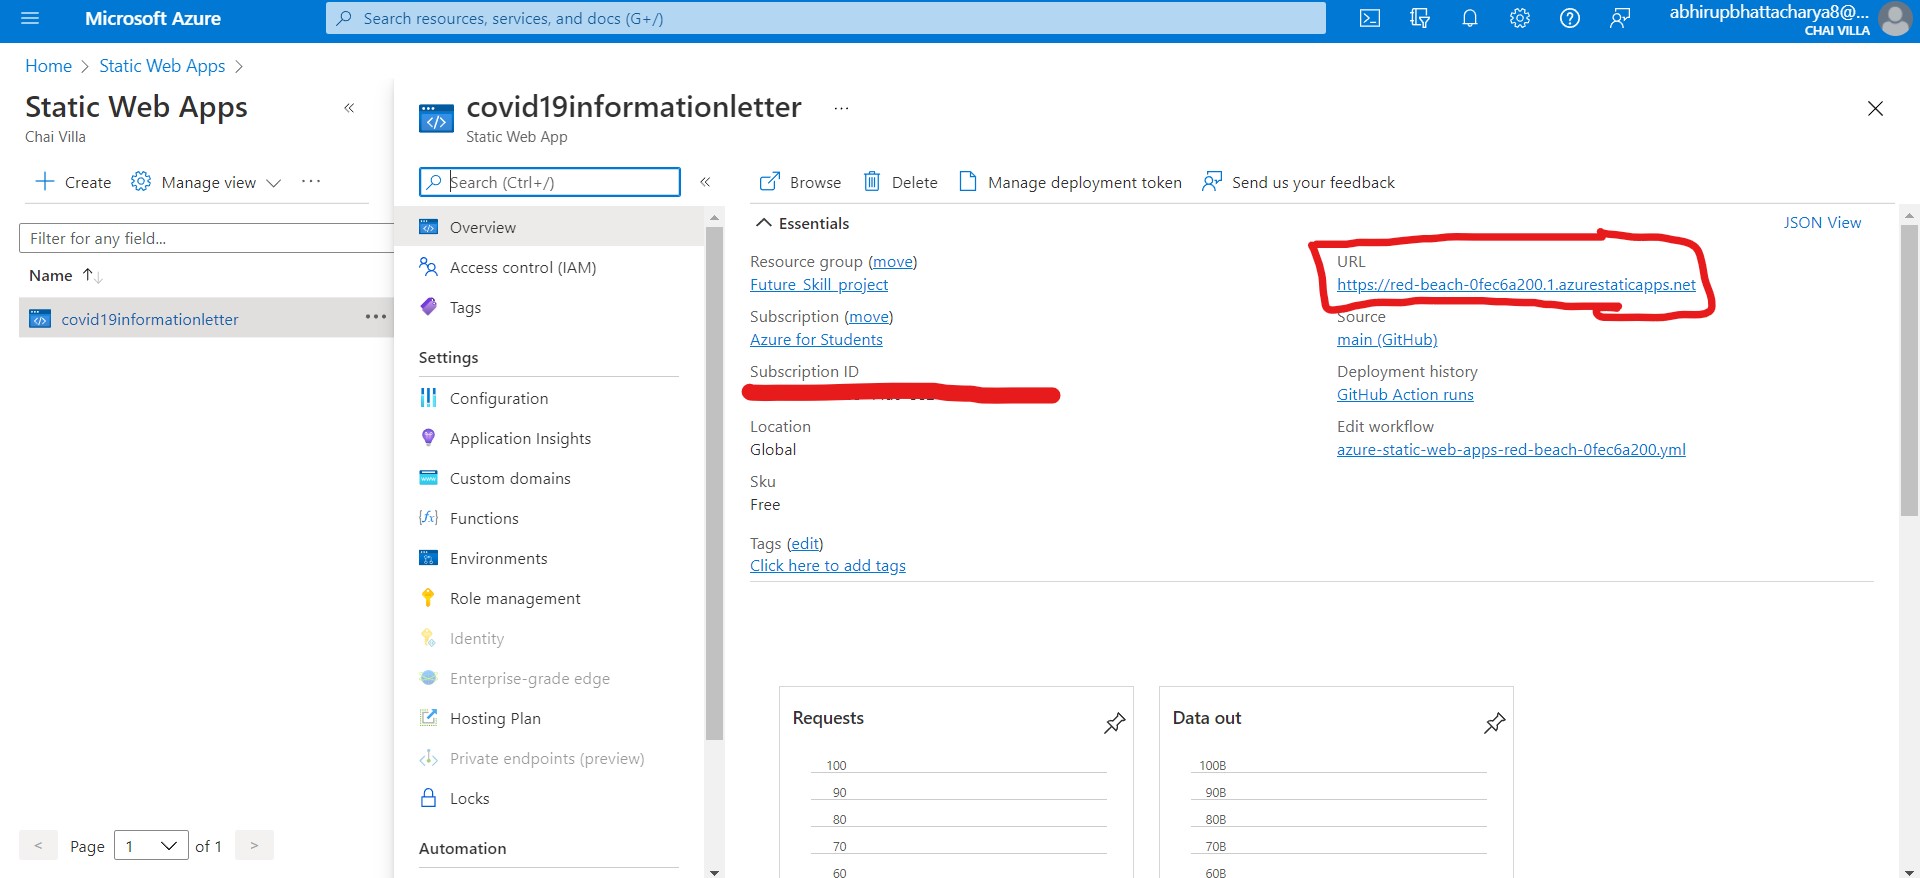 Microsoft Azure
Search resources, services, and docs (G+/)
abhirupbhattacharya8@...
CHAI VILLA
Home > Static Web Apps >
Static Web Apps
Chai Villa
Create
Manage view
...
Filter for any field...
Name
covid19informationletter
...
< Page 1 of 1 >
covid19informationletter ...
Static Web App
Search (Ctrl+/)
Overview
Access control (IAM)
Tags
Settings
Configuration
Application Insights
Custom domains
Functions
Environments
Role management
Identity
Enterprise-grade edge
Hosting Plan
Private endpoints (preview)
Locks
Automation
Browse
Delete
Manage deployment token
Send us your feedback
Essentials
JSON View
Resource group (move)
Future_Skill_project
Subscription (move)
Azure for Students
Subscription ID
Location
Global
Sku
Free
Tags (edit)
Click here to add tags
URL
https://red-beach-0fec6a200.1.azurestaticapps.net
Source
main (GitHub)
Deployment history
GitHub Action runs
Edit workflow
azure-static-web-apps-red-beach-0fec6a200.yml
Requests
100
90
80
70
60
Data out
100B
90B
80B
70B
60B